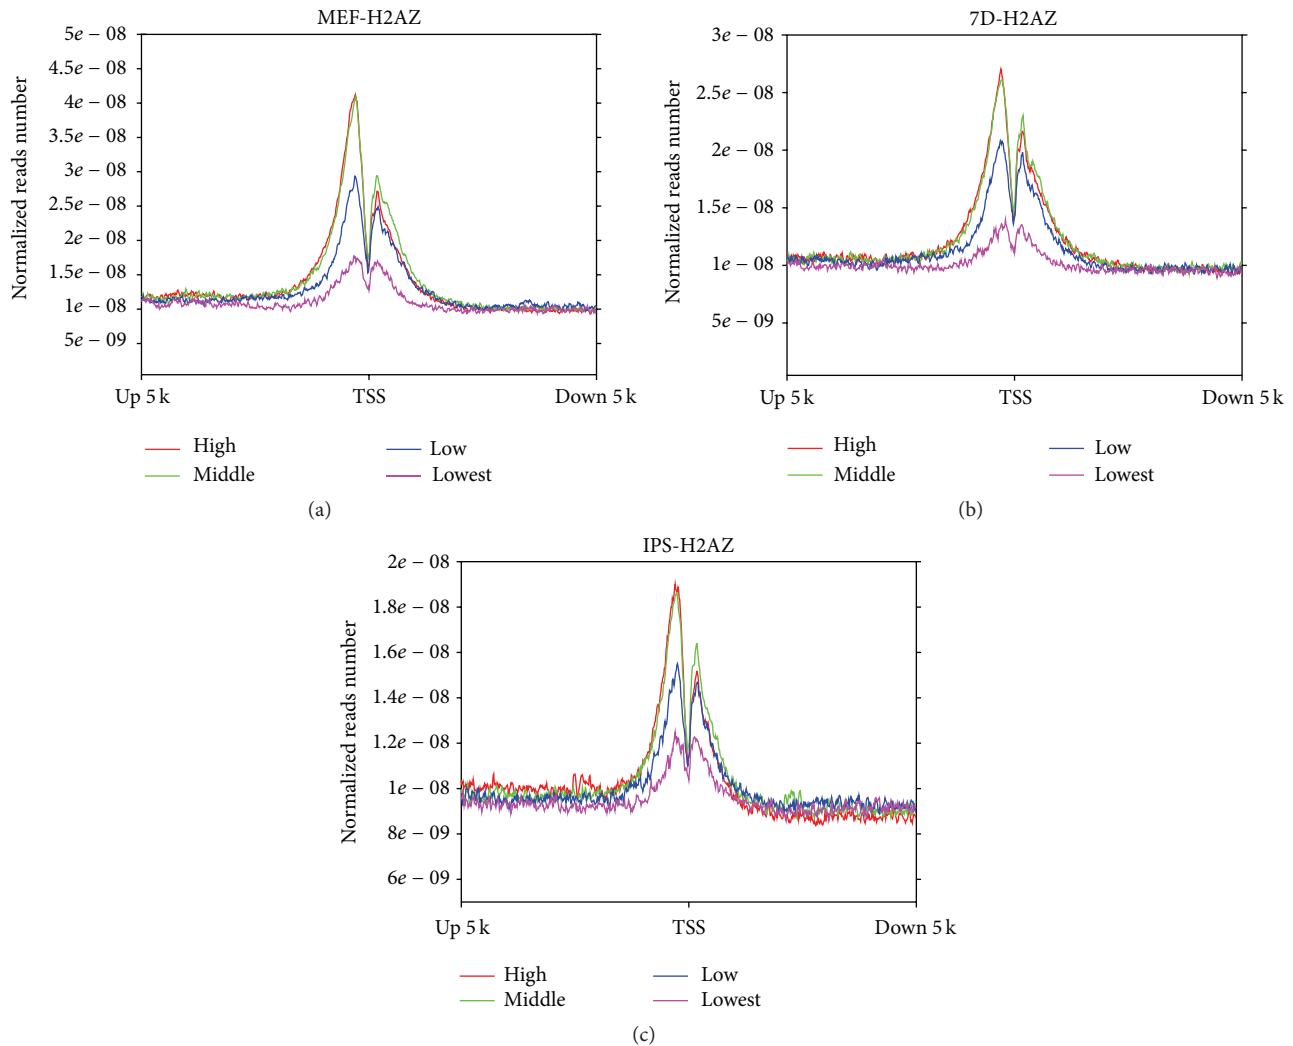 MEF-H2AZ
Normalized reads number
5e − 08
4.5e − 08
4e − 08
3.5e − 08
3e − 08
2.5e − 08
2e − 08
1.5e − 08
1e − 08
5e − 09
Up 5 k
TSS
Down 5 k
High
Middle
Low
Lowest
(a)
7D-H2AZ
Normalized reads number
3e − 08
2.5e − 08
2e − 08
1.5e − 08
1e − 08
5e − 09
Up 5 k
TSS
Down 5 k
High
Middle
Low
Lowest
(b)
IPS-H2AZ
Normalized reads number
2e − 08
1.8e − 08
1.6e − 08
1.4e − 08
1.2e − 08
1e − 08
8e − 09
6e − 09
Up 5 k
TSS
Down 5 k
High
Middle
Low
Lowest
(c)